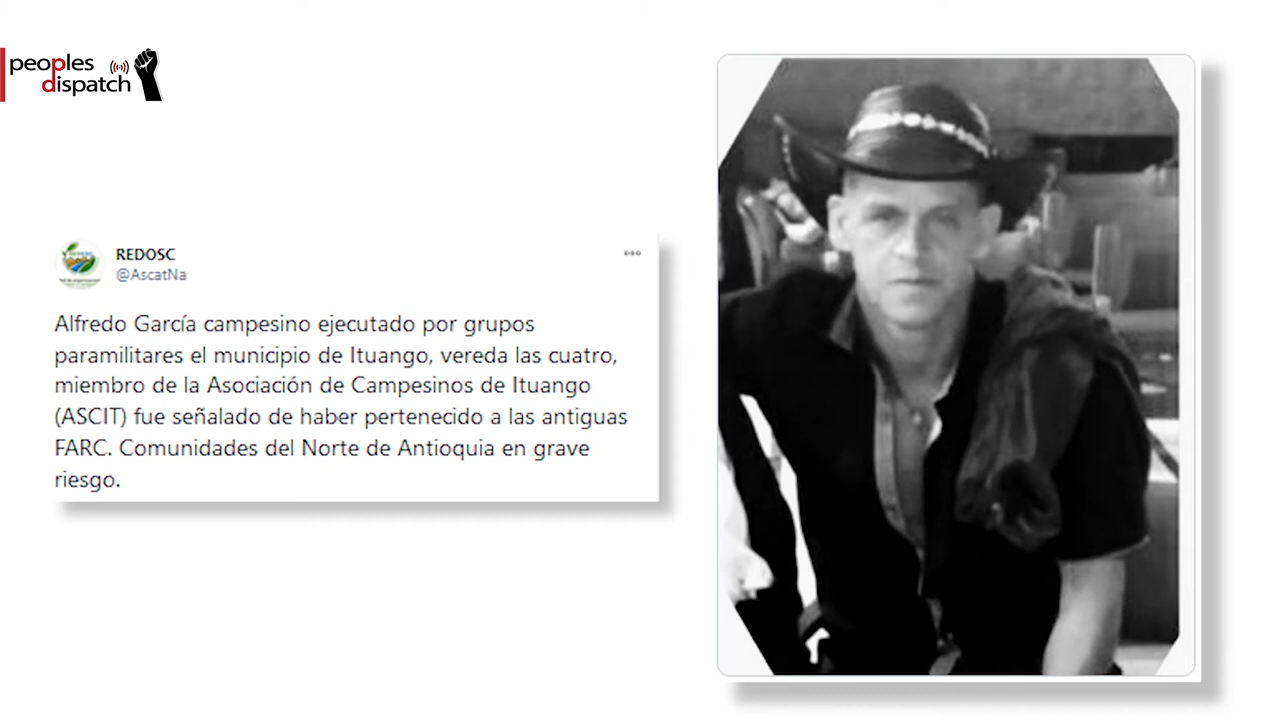 peoples
dispatch
REDOSC
@AscatNa
Alfredo García campesino ejecutado por grupos
paramilitares el municipio de Ituango, vereda las cuatro,
miembro de la Asociación de Campesinos de Ituango
(ASCIT) fue señalado de haber pertenecido a las antiguas
FARC. Comunidades del Norte de Antioquia en grave
riesgo.